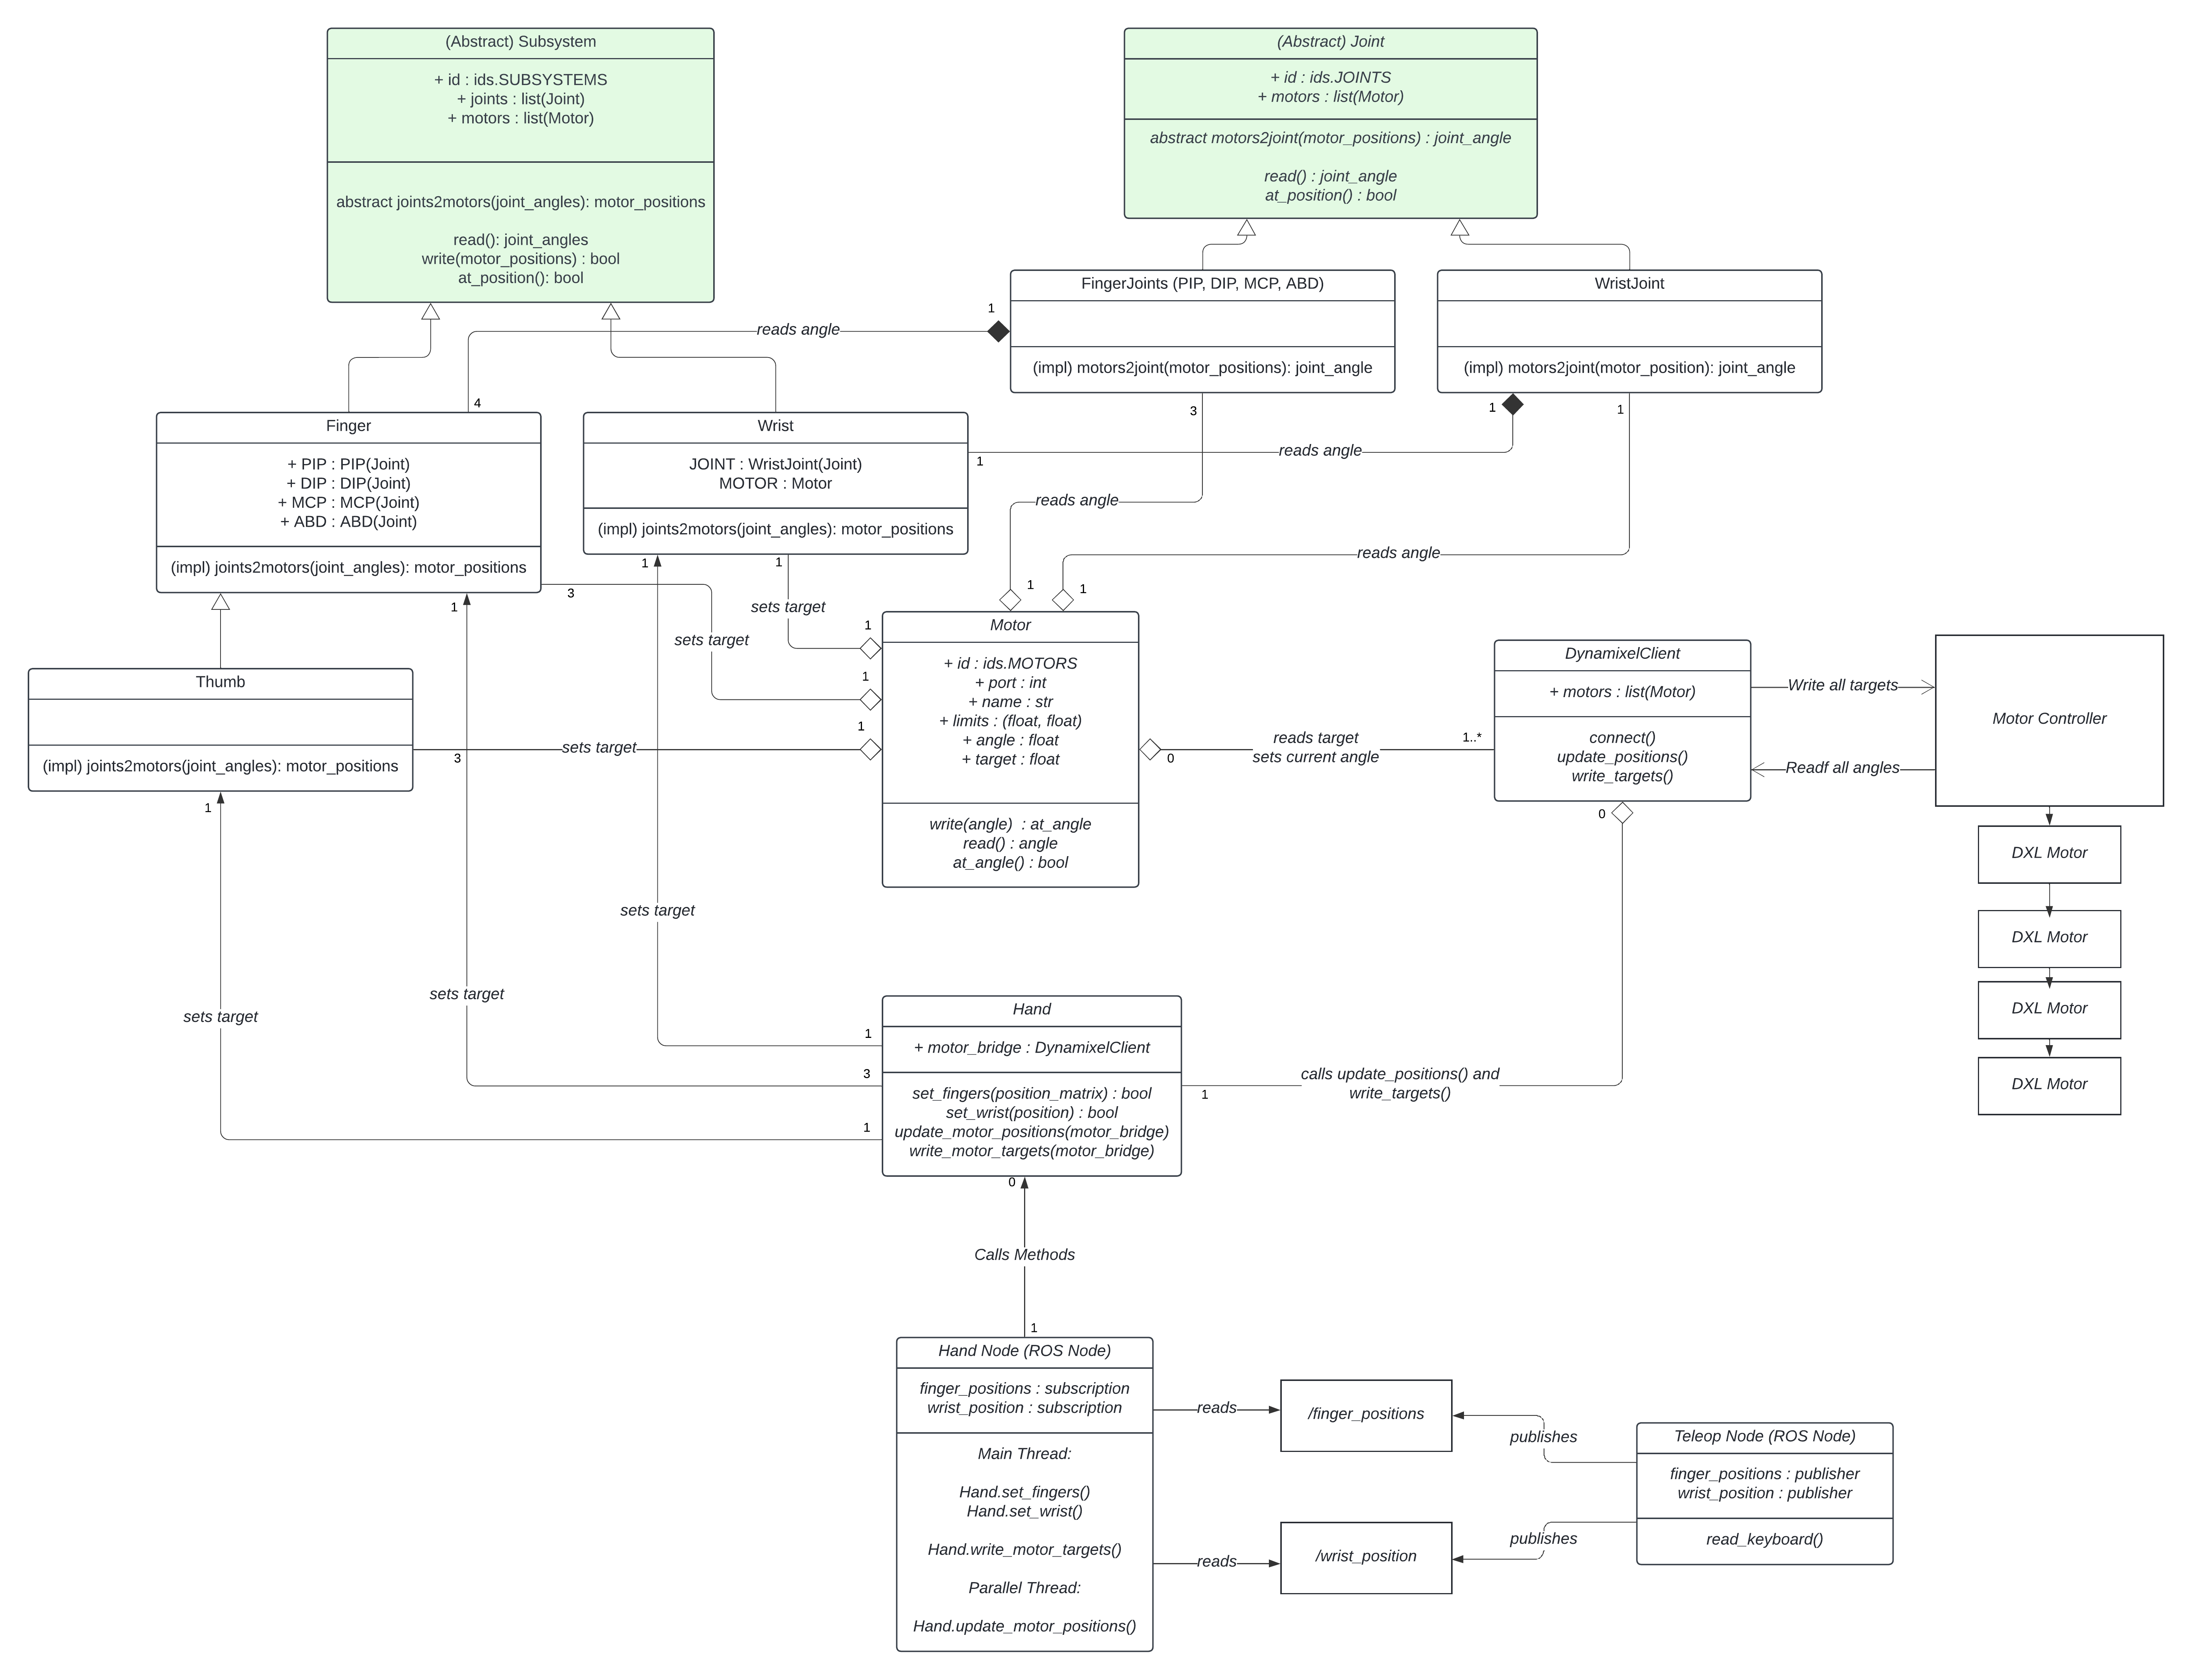 (Abstract) Subsystem
+ id : ids.SUBSYSTEMS
+ joints : list(Joint)
+ motors : list(Motor)
abstract joints2motors(joint_angles): motor_positions
read(): joint_angles
write(motor_positions) : bool
at_position(): bool
(Abstract) Joint
+ id : ids.JOINTS
+ motors : list(Motor)
abstract motors2joint(motor_positions) : joint_angle
read() : joint_angle
at_position() : bool
FingerJoints (PIP, DIP, MCP, ABD)
(impl) motors2joint(motor_positions): joint_angle
WristJoint
(impl) motors2joint(motor_position): joint_angle
1
reads angle
4
3
1
1
Finger
+ PIP : PIP(Joint)
+ DIP : DIP(Joint)
+ MCP : MCP(Joint)
+ ABD : ABD(Joint)
(impl) joints2motors(joint_angles): motor_positions
Wrist
JOINT : WristJoint(Joint)
MOTOR : Motor
(impl) joints2motors(joint_angles): motor_positions
1
reads angle
reads angle
reads angle
1
1
1
3
1
1
sets target
sets target
1
1
1
1
Thumb
(impl) joints2motors(joint_angles): motor_positions
3
sets target
1
Motor
+ id : ids.MOTORS
+ port : int
+ name : str
+ limits : (float, float)
+ angle : float
+ target : float
write(angle) : at_angle
read() : angle
at_angle() : bool
0
reads target
sets current angle
1..*
DynamixelClient
+ motors : list(Motor)
connect()
update_positions()
write_targets()
0
Write all targets
Readf all angles
Motor Controller
DXL Motor
DXL Motor
DXL Motor
DXL Motor
sets target
sets target
sets target
1
3
1
Hand
+ motor_bridge : DynamixelClient
set_fingers(position_matrix) : bool
set_wrist(position) : bool
update_motor_positions(motor_bridge)
write_motor_targets(motor_bridge)
1
calls update_positions() and
write_targets()
0
Calls Methods
1
Hand Node (ROS Node)
finger_positions : subscription
wrist_position : subscription
Main Thread:
Hand.set_fingers()
Hand.set_wrist()
Hand.write_motor_targets()
Parallel Thread:
Hand.update_motor_positions()
reads
reads
/finger_positions
/wrist_position
publishes
publishes
Teleop Node (ROS Node)
finger_positions : publisher
wrist_position : publisher
read_keyboard()